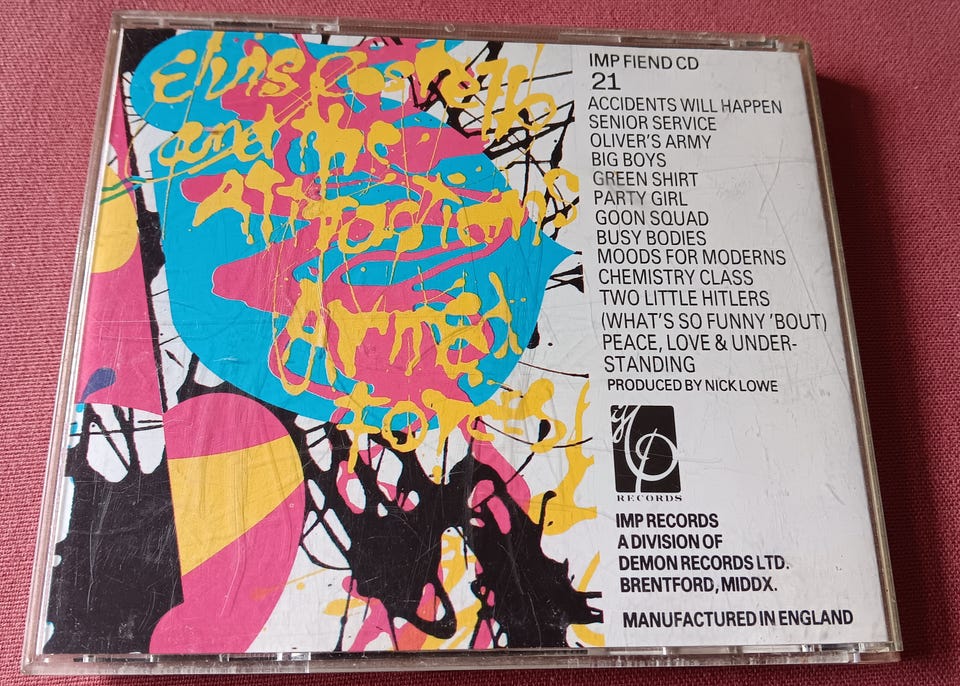 Elvis Costello
and the
Attractions
Armed
Forces
IMP FIEND CD
21
ACCIDENTS WILL HAPPEN
SENIOR SERVICE
OLIVER'S ARMY
BIG BOYS
GREEN SHIRT
PARTY GIRL
GOON SQUAD
BUSY BODIES
MOODS FOR MODERNS
CHEMISTRY CLASS
TWO LITTLE HITLERS
(WHAT'S SO FUNNY 'BOUT)
PEACE, LOVE & UNDER-
STANDING
PRODUCED BY NICK LOWE
RECORDS
IMP RECORDS
A DIVISION OF
DEMON RECORDS LTD.
BRENTFORD, MIDDX.
MANUFACTURED IN ENGLAND